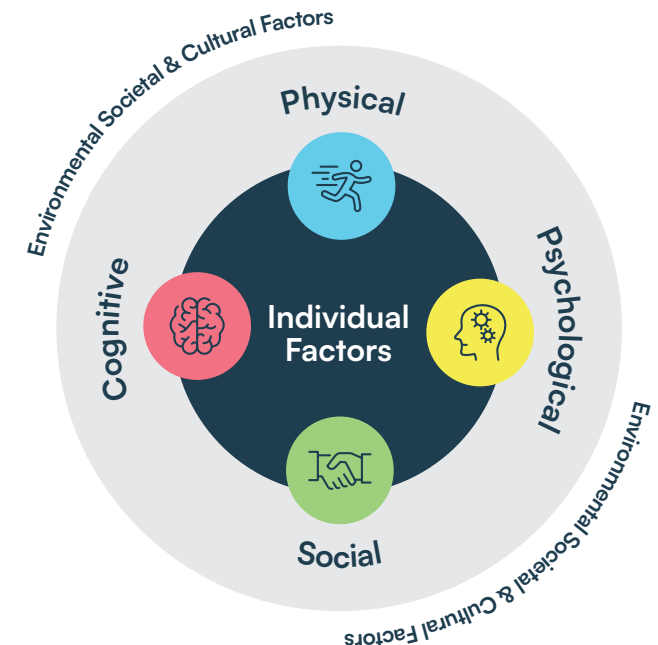 Environmental Societal & Cultural Factors
Physical
Cognitive
Individual
Factors
Psychological
Social
Environmental Societal & Cultural Factors